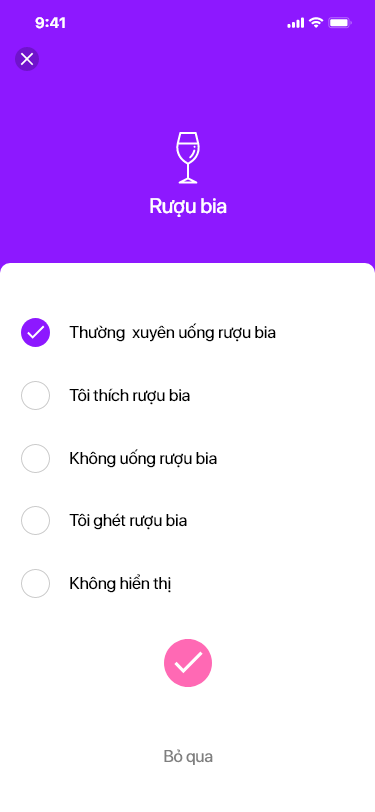 9:41
Rượu bia
Thường xuyên uống rượu bia
Tôi thích rượu bia
Không uống rượu bia
Tôi ghét rượu bia
Không hiển thị
Bỏ qua